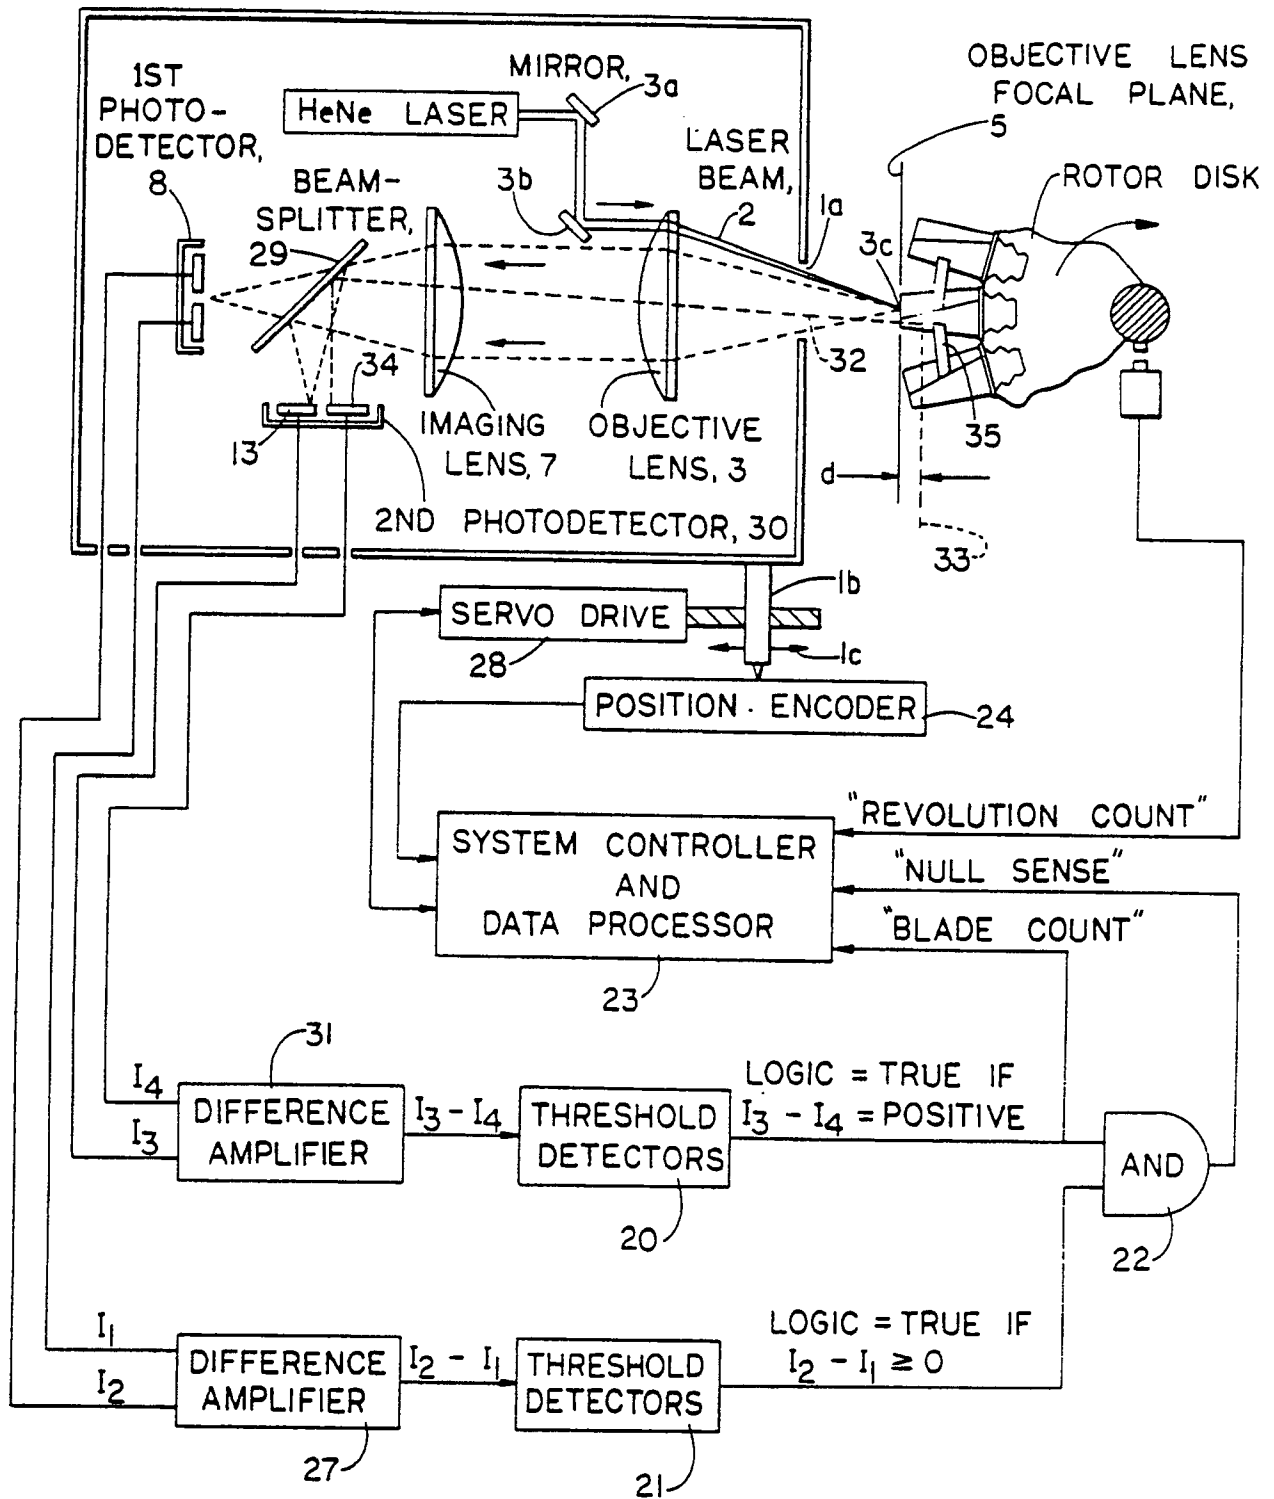 OBJECTIVE LENS
FOCAL PLANE,
5
1ST
PHOTO-
DETECTOR,
8
MIRROR,
3a
HeNe LASER
LASER
BEAM,
2
1a
ROTOR DISK
BEAM-
SPLITTER,
29
3b
3c
34
32
13
IMAGING
LENS, 7
OBJECTIVE
LENS, 3
35
d
2ND PHOTODETECTOR, 30
33
1b
SERVO DRIVE
28
1c
POSITION · ENCODER
24
"REVOLUTION COUNT"
SYSTEM CONTROLLER
AND
DATA PROCESSOR
"NULL SENSE"
"BLADE COUNT"
23
31
I4
I3
DIFFERENCE
AMPLIFIER
I3 - I4
THRESHOLD
DETECTORS
20
LOGIC = TRUE IF
I3 - I4 = POSITIVE
AND
22
I1
I2
DIFFERENCE
AMPLIFIER
27
I2 - I1
THRESHOLD
DETECTORS
21
LOGIC = TRUE IF
I2 - I1 ≥ 0